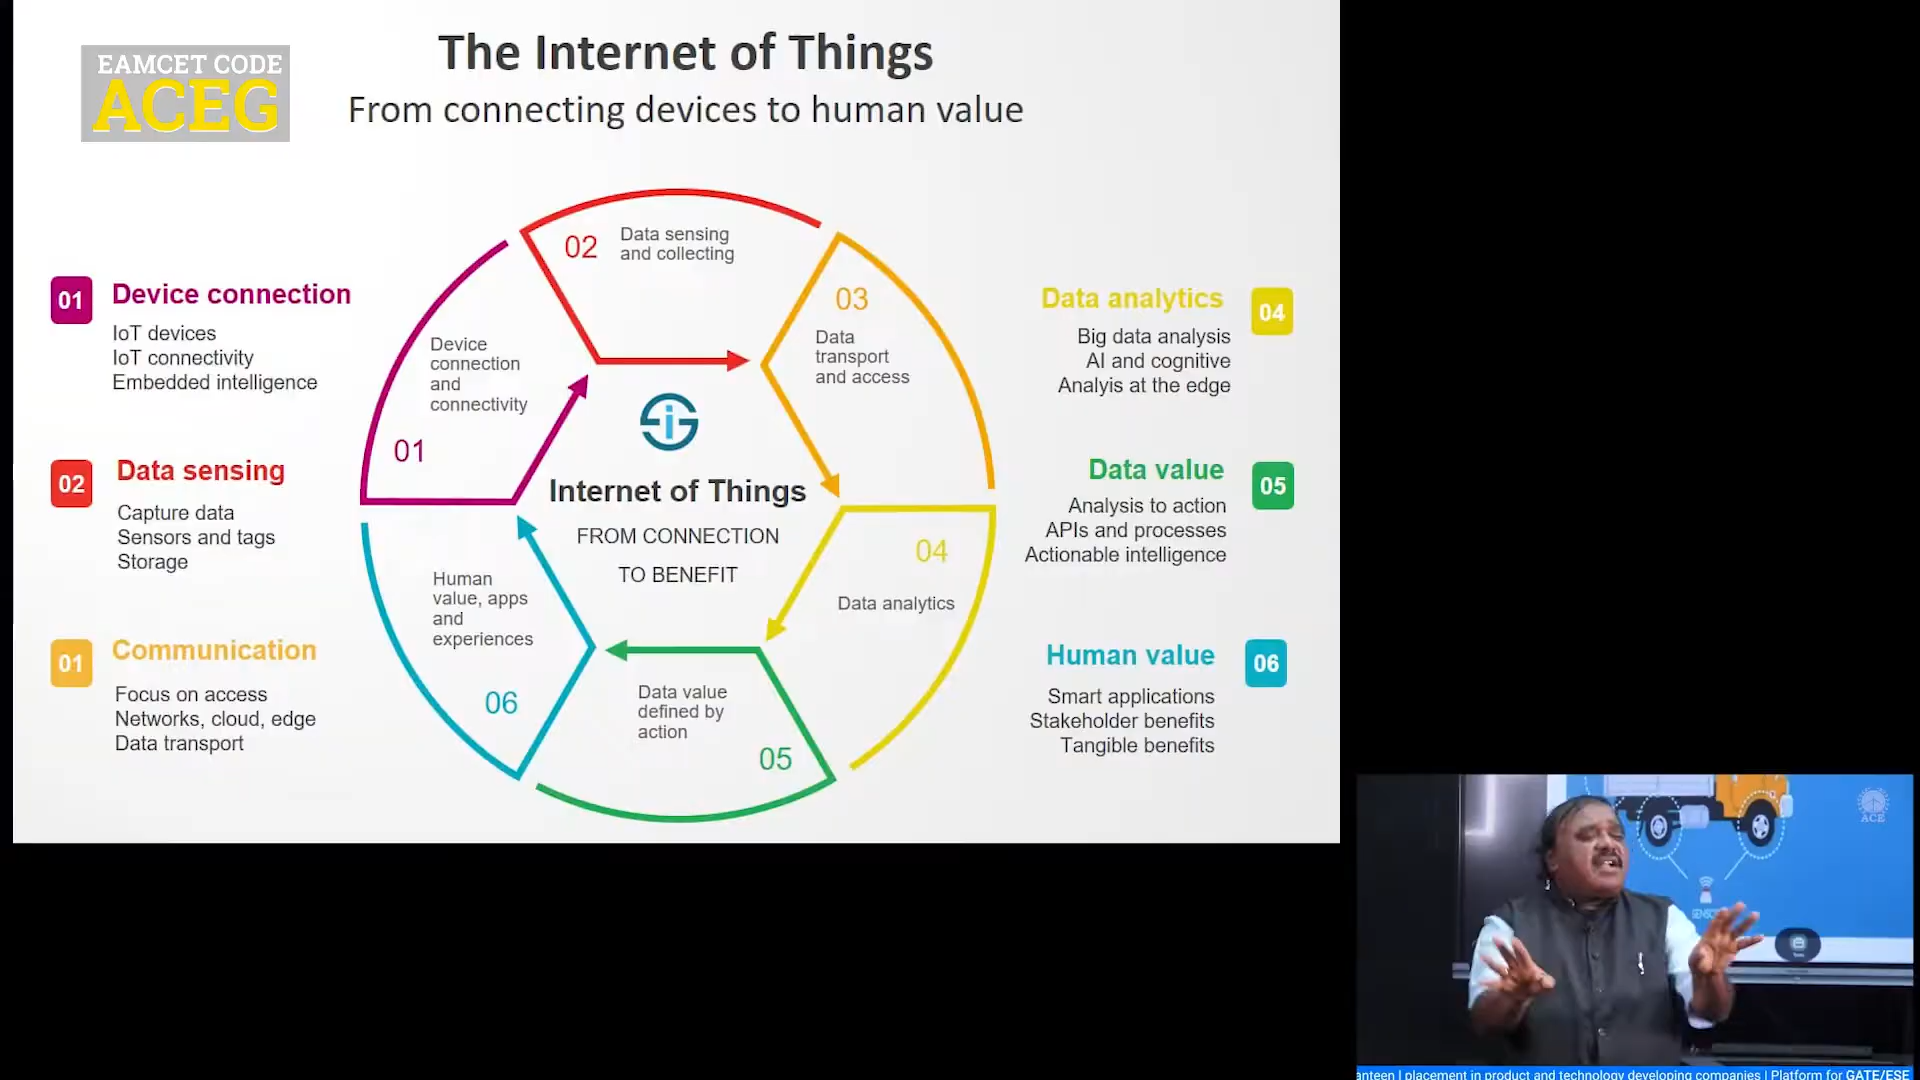 EAMCET CODE
ACEG
The Internet of Things
From connecting devices to human value
01
Device connection
IoT devices
IoT connectivity
Embedded intelligence
02
Data sensing
Capture data
Sensors and tags
Storage
01
Communication
Focus on access
Networks, cloud, edge
Data transport
02
Data sensing
and collecting
03
Data
transport
and access
Device
connection
and
connectivity
01
Internet of Things
FROM CONNECTION
TO BENEFIT
04
Data analytics
Human
value, apps
and
experiences
06
Data value
defined by
action
05
Data analytics
04
Big data analysis
AI and cognitive
Analyis at the edge
Data value
05
Analysis to action
APIs and processes
Actionable intelligence
Human value
06
Smart applications
Stakeholder benefits
Tangible benefits
ACE
anteen | placement in product and technology developing companies | Platform for GATE/ESE